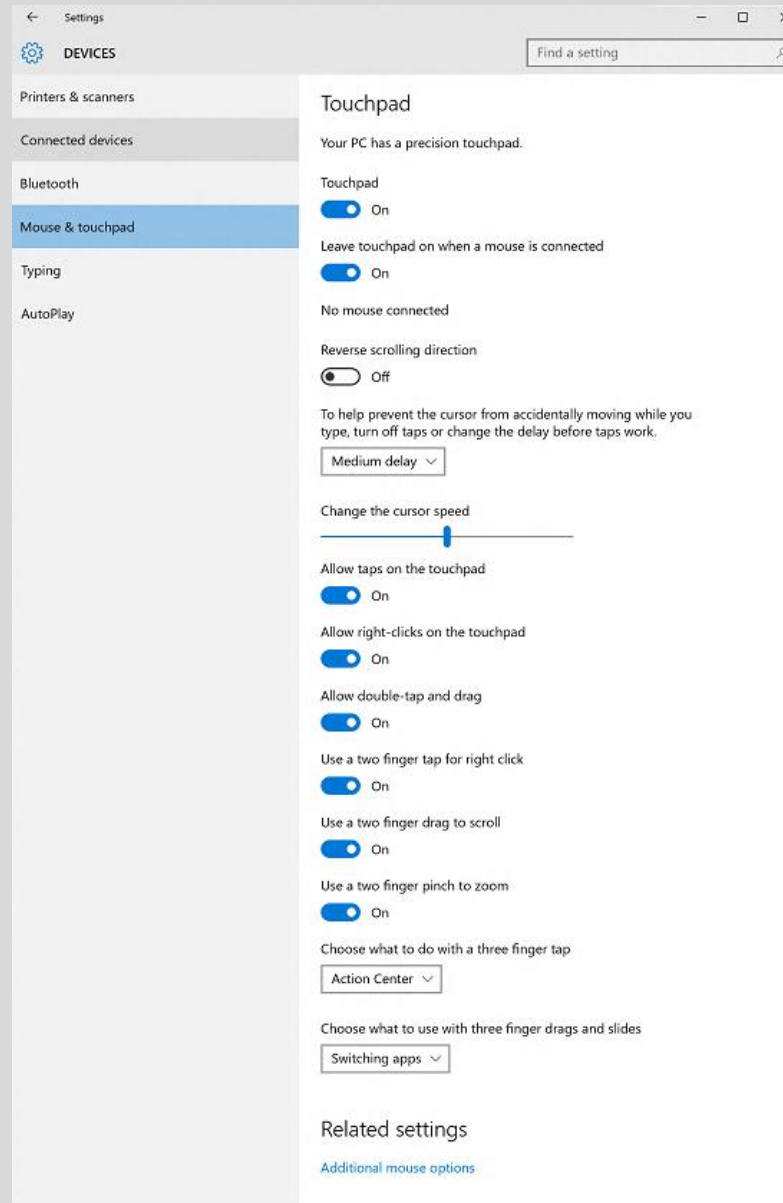 Settings
DEVICES
Find a setting
Printers & scanners
Connected devices
Bluetooth
Mouse & touchpad
Typing
AutoPlay
Touchpad
Your PC has a precision touchpad.
Touchpad
On
Leave touchpad on when a mouse is connected
On
No mouse connected
Reverse scrolling direction
Off
To help prevent the cursor from accidentally moving while you
type, turn off taps or change the delay before taps work.
Medium delay
Change the cursor speed
Allow taps on the touchpad
On
Allow right-clicks on the touchpad
On
Allow double-tap and drag
On
Use a two finger tap for right click
On
Use a two finger drag to scroll
On
Use a two finger pinch to zoom
On
Choose what to do with a three finger tap
Action Center
Choose what to use with three finger drags and slides
Switching apps
Related settings
Additional mouse options